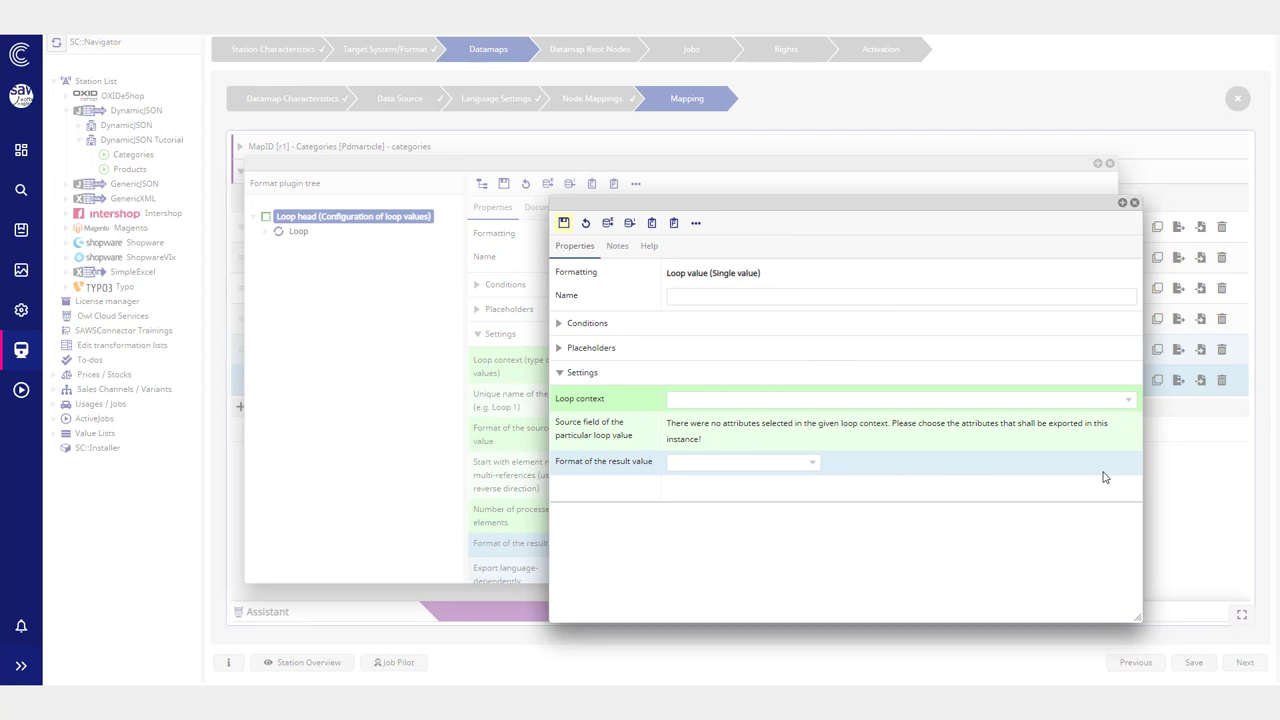 SC::Navigator
Station List
OXID eShop
OXIDeShop
DynamicJSON
DynamicJSON
DynamicJSON Tutorial
Categories
Products
GenericJSON
GenericXML
intershop
Intershop
Magento
Magento
shopware
Shopware
shopware
ShopwareVIx
SimpleExcel
TYPO3
Typo
License manager
Owl Cloud Services
SAWSConnector Trainings
Edit transformation lists
To-dos
Prices / Stocks
Sales Channels / Variants
Usages / Jobs
ActiveJobs
Value Lists
SC::Installer
Station Characteristics ✓
Target System/Format ✓
Datamaps
Datamap Root Nodes
Jobs
Rights
Activation
Datamap Characteristics ✓
Data Source ✓
Language Settings ✓
Node Mappings ✓
Mapping
MapID [r1] - Categories [Pdmarticle] - categories
Format plugin tree
Loop head (Configuration of loop values)
Loop
Properties
Formatting
Name
Conditions
Placeholders
Settings
Loop context (type o
values)
Unique name of the
(e.g. Loop 1)
Format of the sourc
value
Start with element n
multi-references (us
reverse direction)
Number of processe
elements
Format of the result
Export language-
dependently
Properties
Notes
Help
Formatting
Loop value (Single value)
Name
Conditions
Placeholders
Settings
Loop context
Source field of the
particular loop value
There were no attributes selected in the given loop context. Please choose the attributes that shall be exported in this
instance!
Format of the result value
Assistant
Station Overview
Job Pilot
Previous
Save
Next